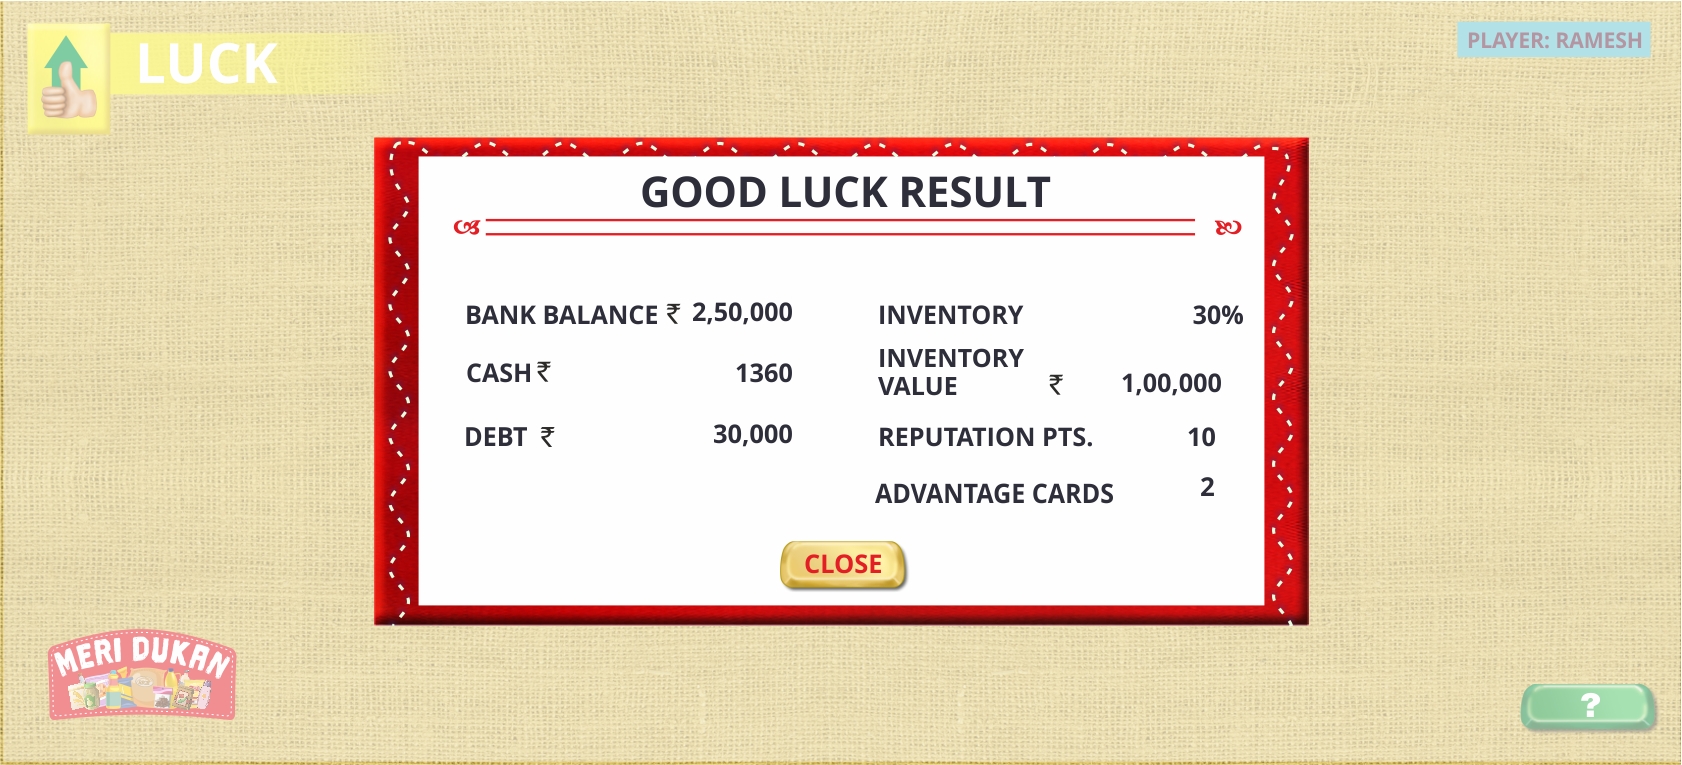 LUCK
PLAYER: RAMESH
GOOD LUCK RESULT
BANK BALANCE ₹ 2,50,000
CASH ₹ 1360
DEBT ₹ 30,000
INVENTORY 30%
INVENTORY
VALUE ₹ 1,00,000
REPUTATION PTS. 10
ADVANTAGE CARDS 2
CLOSE
MERI DUKAN
?